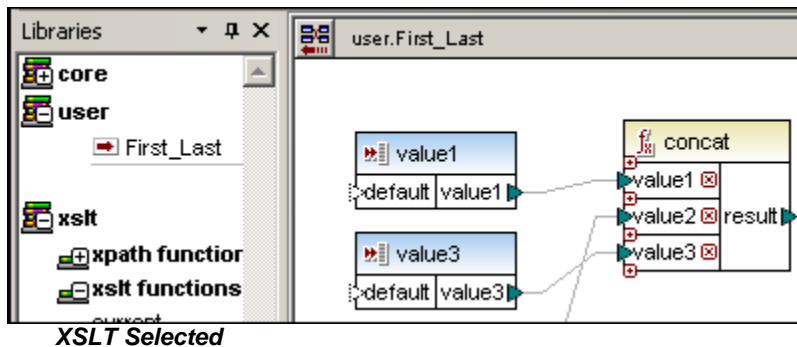 Libraries
core
user
First_Last
xslt
xpath function
xslt functions
current
user.First_Last
value1
default value1
value3
default value3
concat
value1
value2 result
value3
XSLT Selected